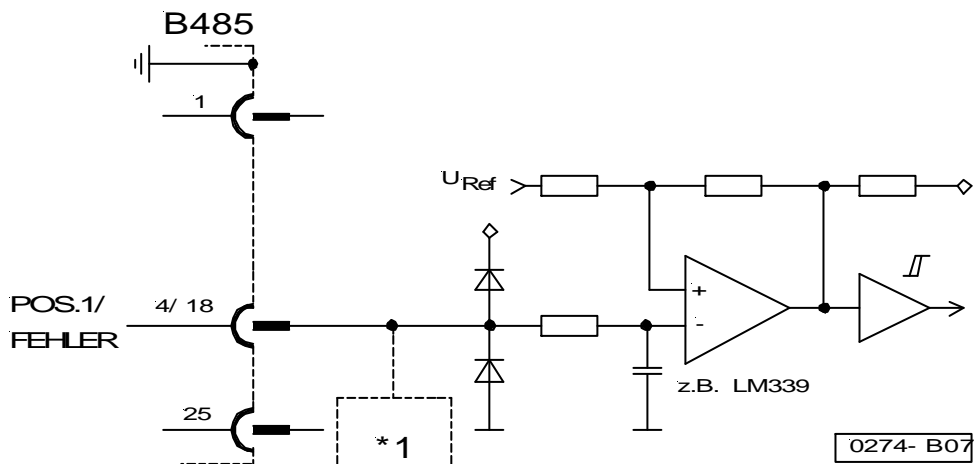 B485
1
U Ref
POS.1/
FEHLER
4/ 18
+
-
z.B. LM339
25
*1
0274- B07